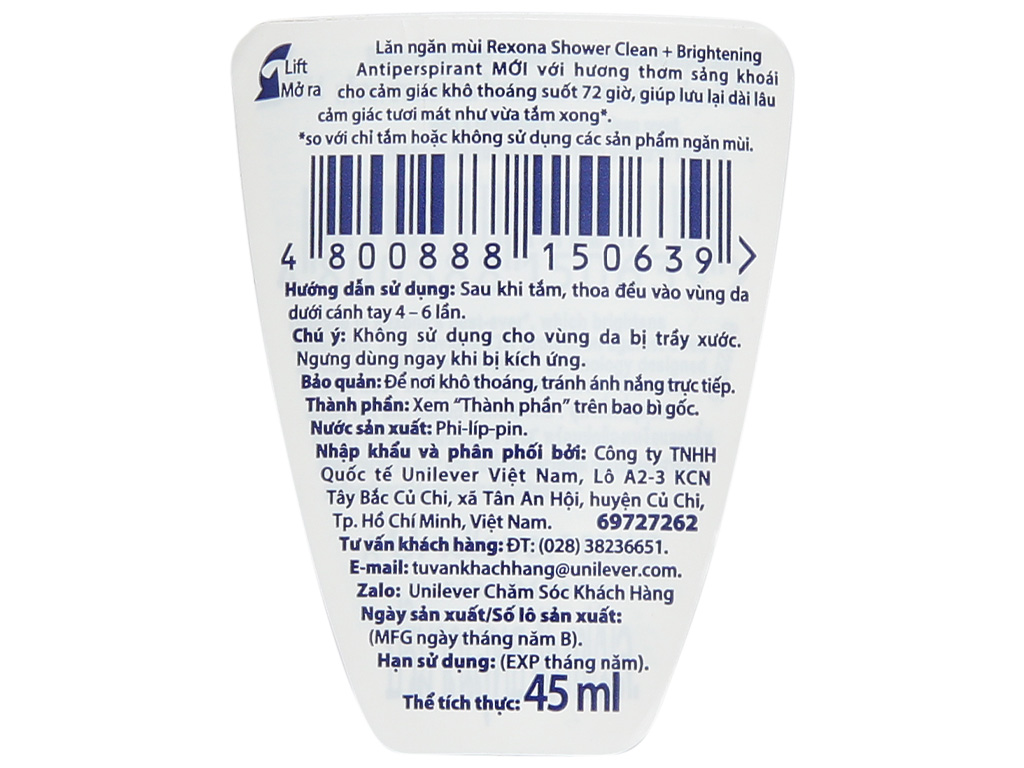 Lift
Mở ra
Lăn ngăn mùi Rexona Shower Clean + Brightening
Antiperspirant MỚI với hương thơm sảng khoái
cho cảm giác khô thoáng suốt 72 giờ, giúp lưu lại dài lâu
cảm giác tươi mát như vừa tắm xong*.
*so với chỉ tắm hoặc không sử dụng các sản phẩm ngăn mùi.
4 800888 150639 >
Hướng dẫn sử dụng: Sau khi tắm, thoa đều vào vùng da
dưới cánh tay 4 – 6 lần.
Chú ý: Không sử dụng cho vùng da bị trầy xước.
Ngưng dùng ngay khi bị kích ứng.
Bảo quản: Để nơi khô thoáng, tránh ánh nắng trực tiếp.
Thành phần: Xem "Thành phần" trên bao bì gốc.
Nước sản xuất: Phi-líp-pin.
Nhập khẩu và phân phối bởi: Công ty TNHH
Quốc tế Unilever Việt Nam, Lô A2-3 KCN
Tây Bắc Củ Chi, xã Tân An Hội, huyện Củ Chi,
Tp. Hồ Chí Minh, Việt Nam. 69727262
Tư vấn khách hàng: ĐT: (028) 38236651.
E-mail: tuvankhachhang@unilever.com.
Zalo: Unilever Chăm Sóc Khách Hàng
Ngày sản xuất/Số lô sản xuất:
(MFG ngày tháng năm B).
Hạn sử dụng: (EXP tháng năm).
Thể tích thực: 45 ml